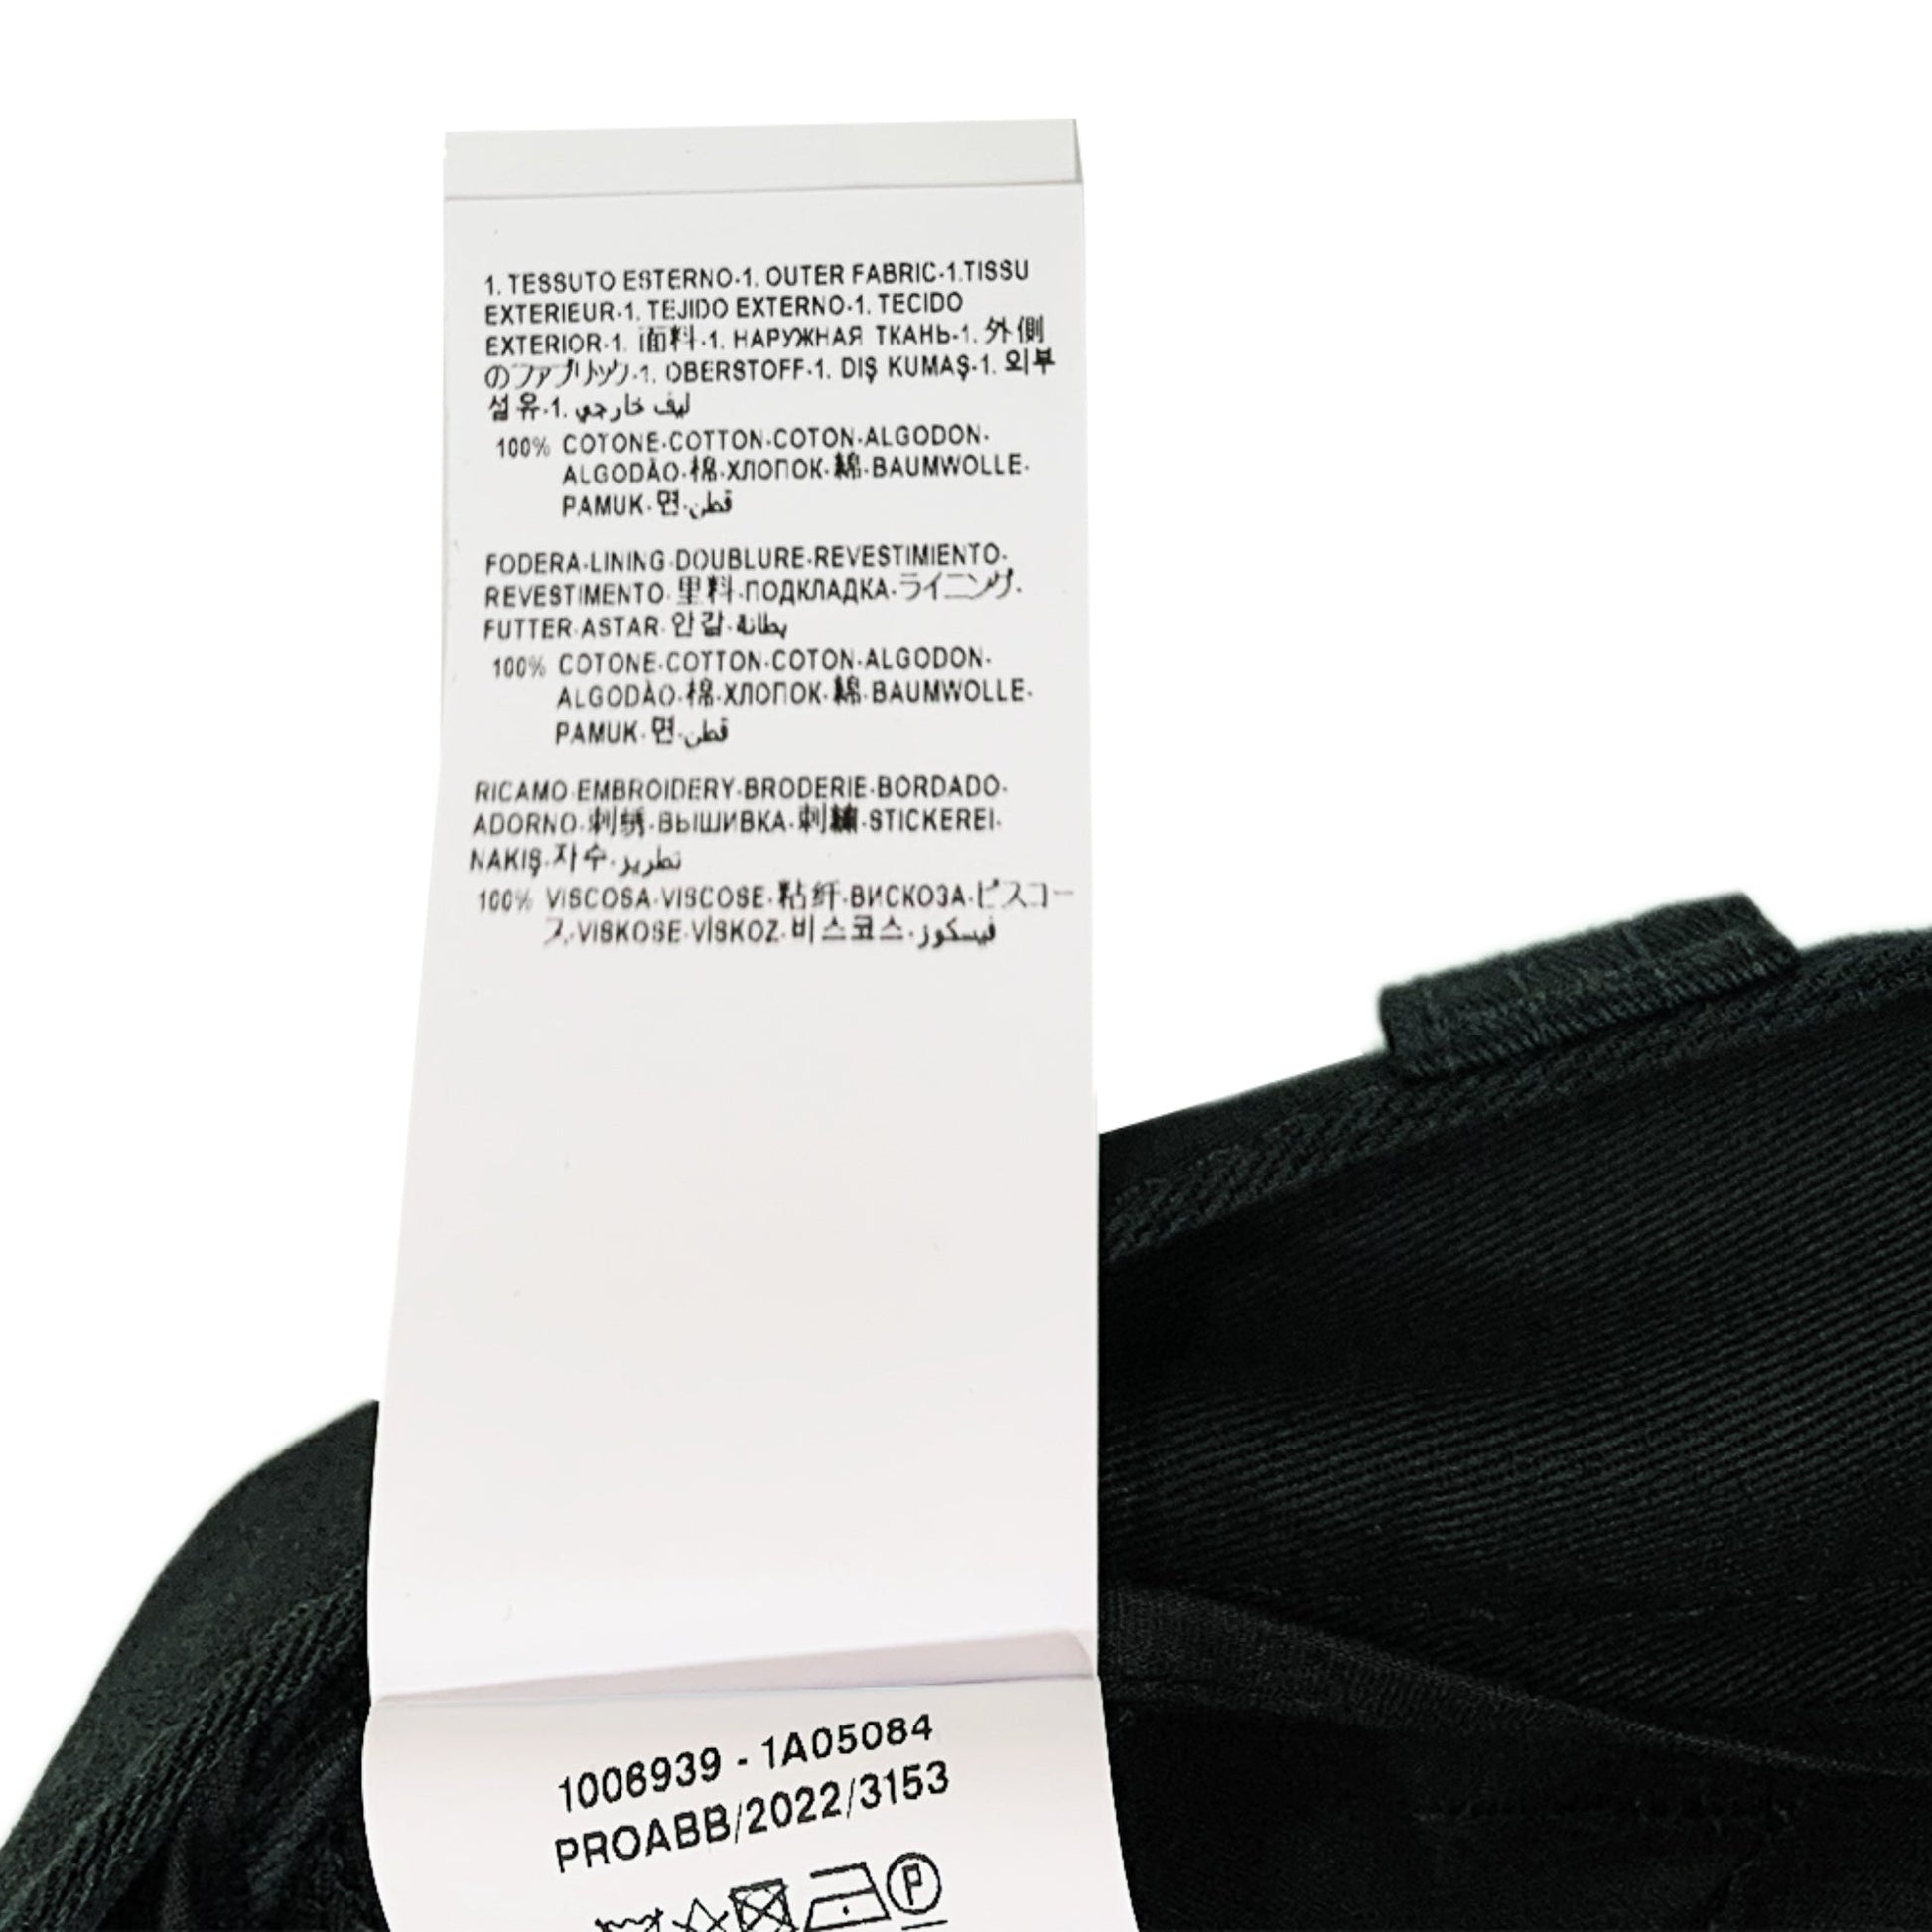 1. TESSUTO ESTERNO-1. OUTER FABRIC-1.TISSU
EXTERIEUR-1. TEJIDO EXTERNO-1. TECIDO
EXTERIOR-1. 面料-1. НАРУЖНАЯ ТКАНЬ-1. 外側
のファブリック-1. OBERSTOFF-1. DIŞ KUMAŞ-1. 외부
섬유-1. ليف خارجي
100% COTONE-COTTON-COTON-ALGODON-
ALGODÃO-棉-ХЛОПОК-綿-BAUMWOLLE-
PAMUK-면-قطن
FODERA-LINING-DOUBLURE-REVESTIMIENTO-
REVESTIMENTO-里料-ПОДКЛАДКА-ライニング-
FUTTER-ASTAR-안감-بطانة
100% COTONE-COTTON-COTON-ALGODON-
ALGODÃO-棉-ХЛОПОК-綿-BAUMWOLLE-
PAMUK-면-قطن
RICAMO-EMBROIDERY-BRODERIE-BORDADO-
ADORNO-刺绣-ВЫШИВКА-刺繍-STICKEREI-
NAKIŞ-자수-تطريز
100% VISCOSA-VISCOSE-粘纤-ВИСКОЗА-ビスコー
ス-VISKOSE-VİSKOZ-비스코스-فيسكوز
1006939 - 1A05084
PROABB/2022/3153
P